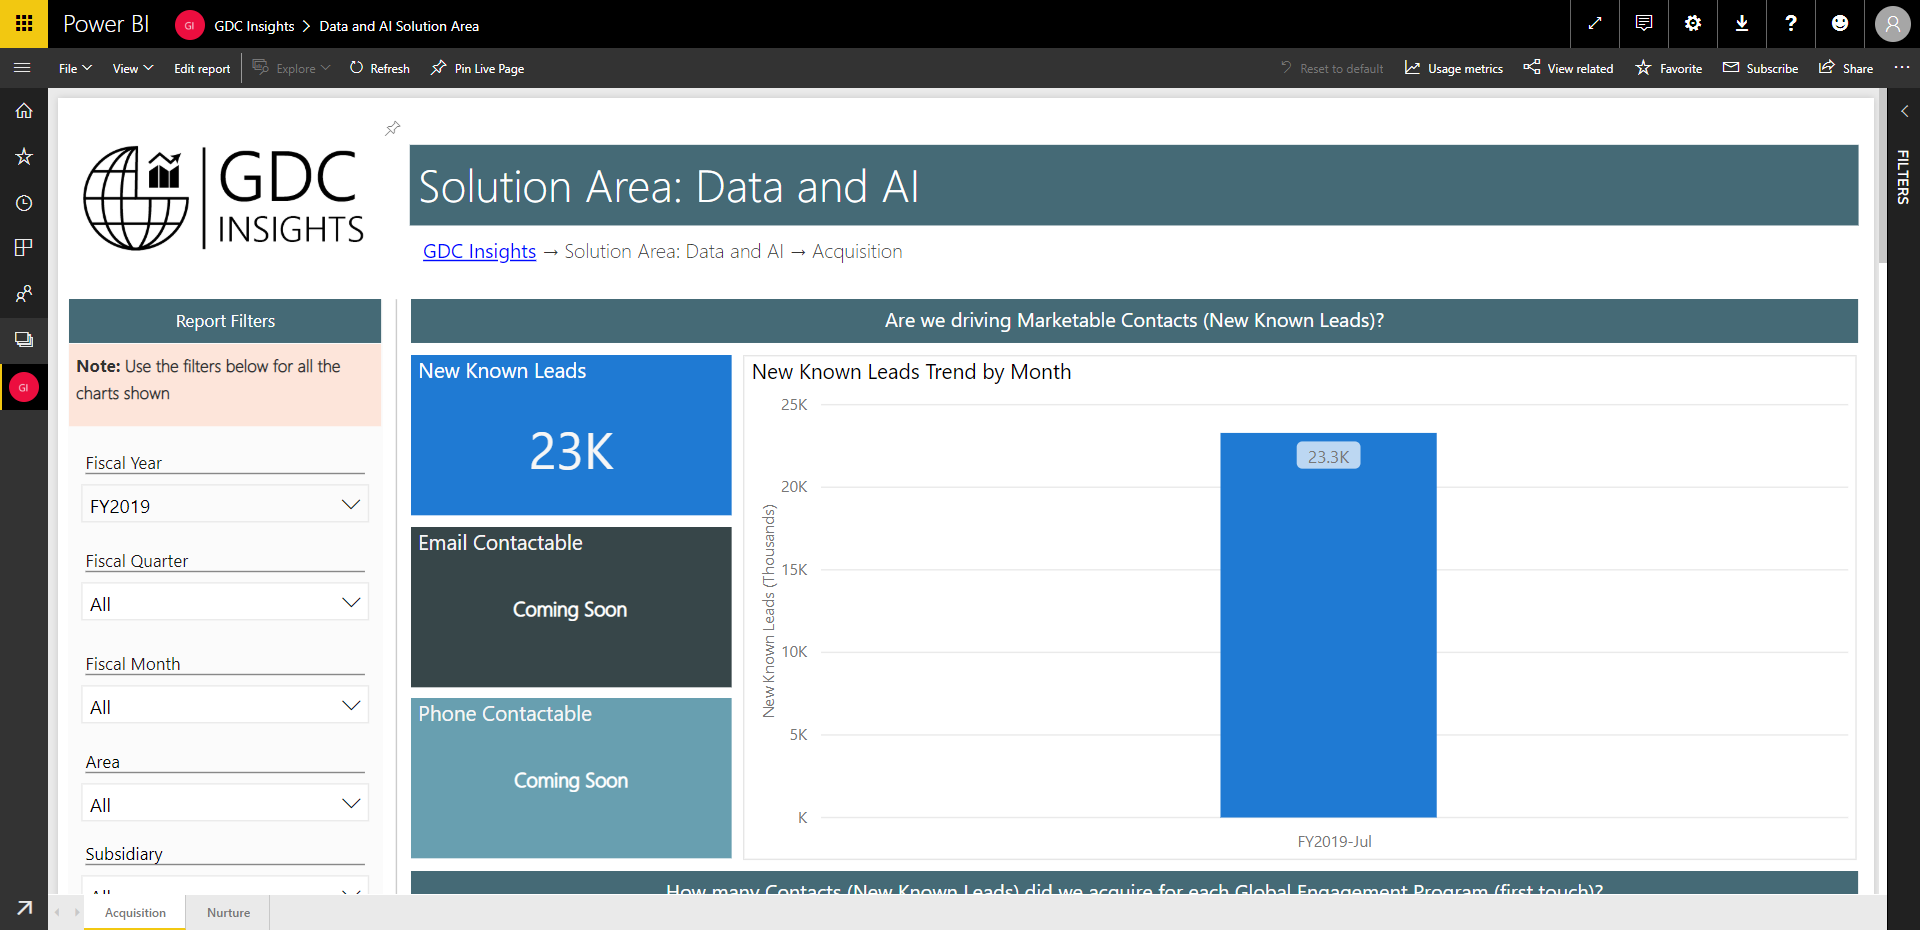 Power BI
GI
GDC Insights > Data and AI Solution Area
File
View
Edit report
Explore
Refresh
Pin Live Page
Reset to default
Usage metrics
View related
Favorite
Subscribe
Share
FILTERS
GI
GDC
INSIGHTS
Solution Area: Data and AI
GDC Insights → Solution Area: Data and AI → Acquisition
Report Filters
Note: Use the filters below for all the
charts shown
Fiscal Year
FY2019
Fiscal Quarter
All
Fiscal Month
All
Area
All
Subsidiary
All
Are we driving Marketable Contacts (New Known Leads)?
New Known Leads
23K
Email Contactable
Coming Soon
Phone Contactable
Coming Soon
New Known Leads Trend by Month
New Known Leads (Thousands)
25K
20K
15K
10K
5K
K
23.3K
FY2019-Jul
How many Contacts (New Known Leads) did we acquire for each Global Engagement Program (first touch)?
Acquisition
Nurture